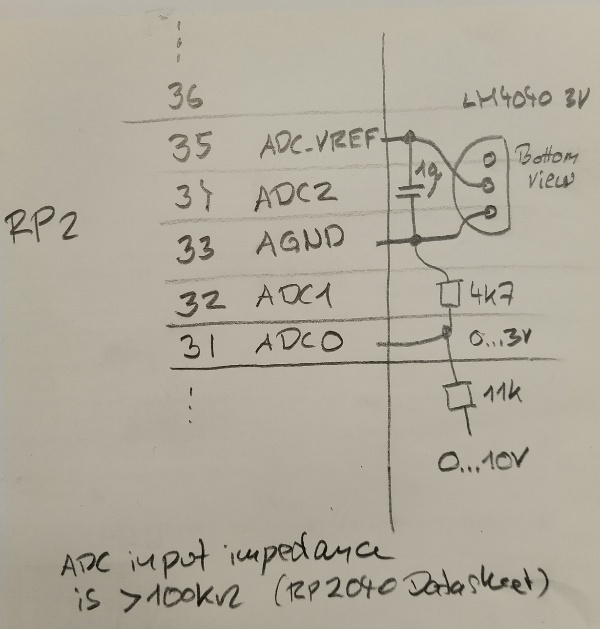 36
LM4040 3V
35 ADC-VREF
Bottom
view
34 ADC2
RP2
33 AGND
32 ADC1
4k7
31 ADC0
0...3V
11k
0...10V
ADC input impedance
is >100kΩ (RP2040 Datasheet)